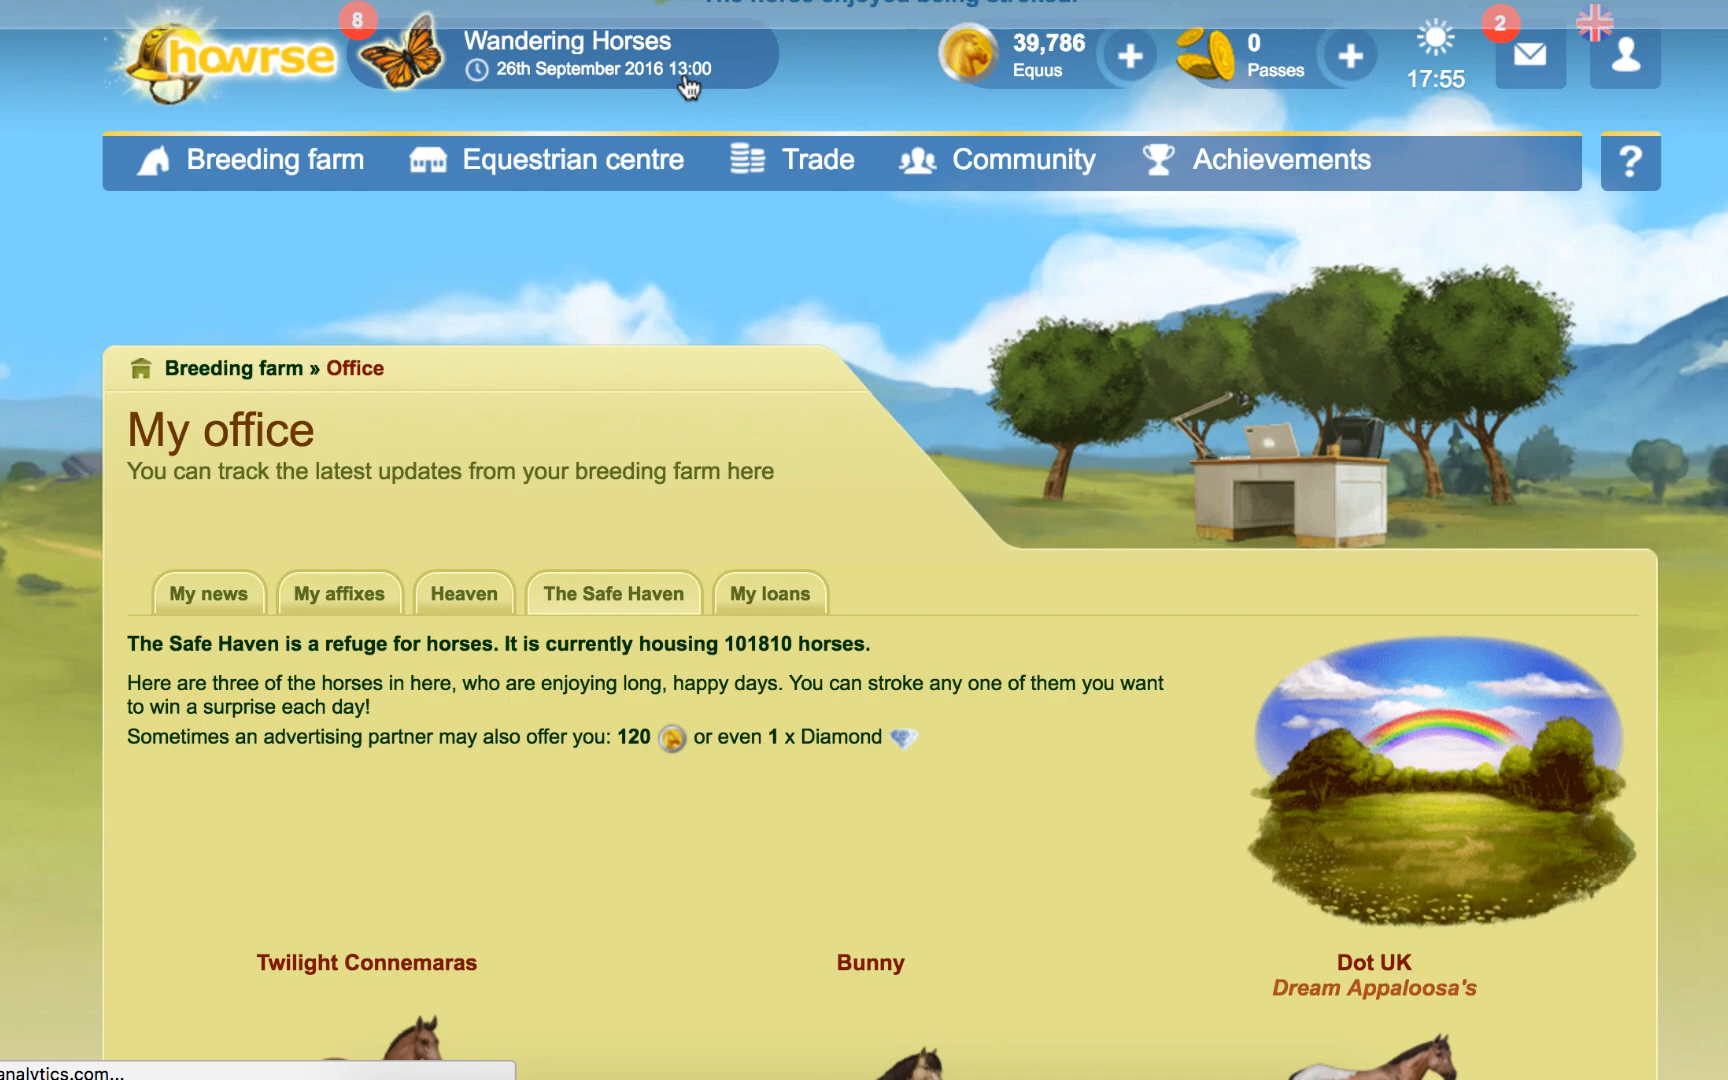 The horse enjoyed being stroked!
howrse
8
Wandering Horses
26th September 2016 13:00
39,786
Equus
0
Passes
17:55
2
Breeding farm
Equestrian centre
Trade
Community
Achievements
?
Breeding farm » Office
My office
You can track the latest updates from your breeding farm here
My news
My affixes
Heaven
The Safe Haven
My loans
The Safe Haven is a refuge for horses. It is currently housing 101810 horses.
Here are three of the horses in here, who are enjoying long, happy days. You can stroke any one of them you want
to win a surprise each day!
Sometimes an advertising partner may also offer you: 120 or even 1 x Diamond
Twilight Connemaras
Bunny
Dot UK
Dream Appaloosa's
analytics.com...